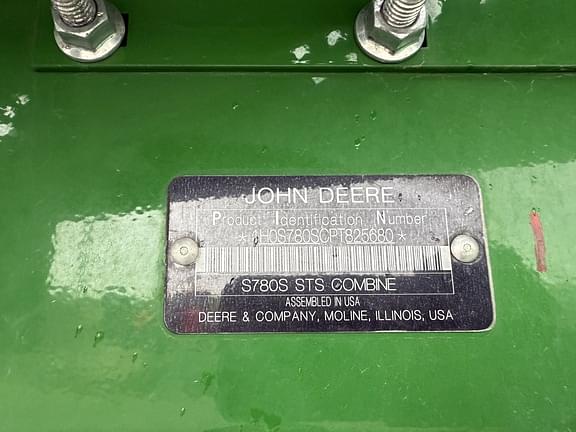 JOHN DEERE
Product Identification Number
*1H0S780SCPT825680*
S780S STS COMBINE
ASSEMBLED IN USA
DEERE & COMPANY, MOLINE, ILLINOIS, USA